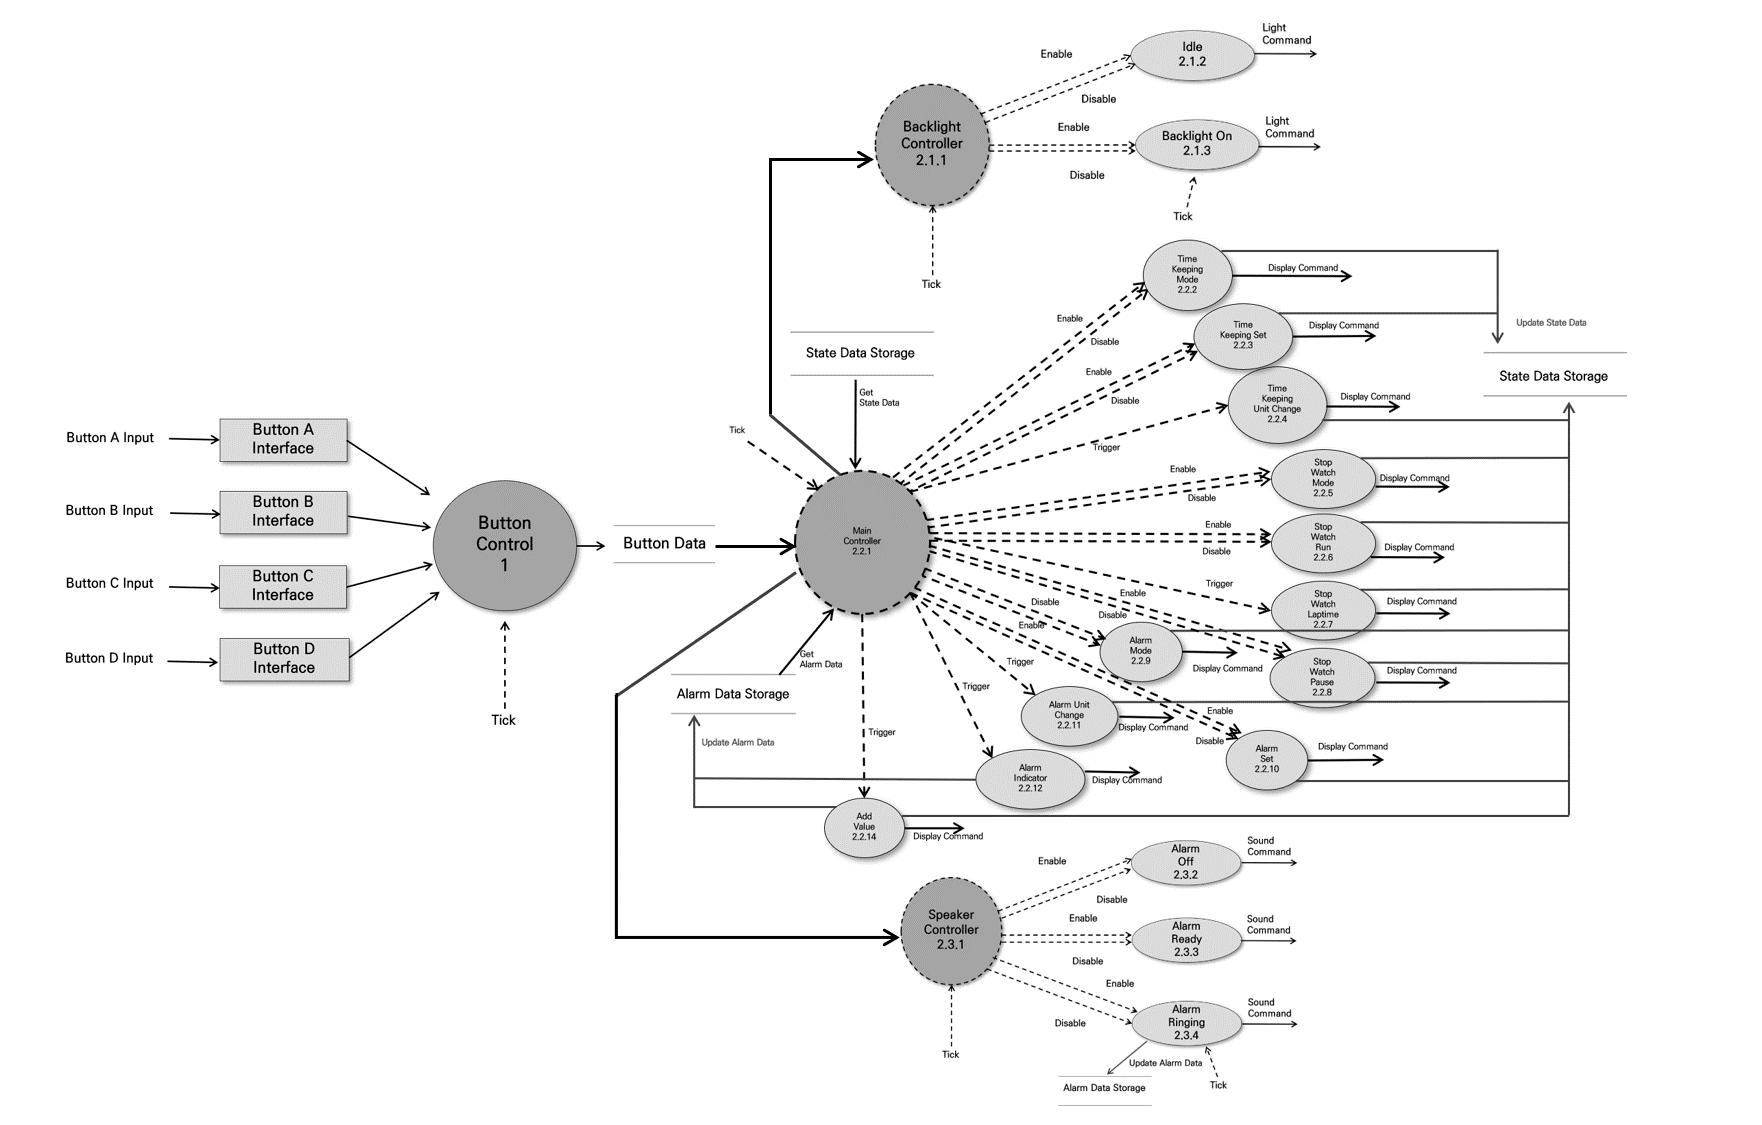 Light
Command
Enable
Idle
2.1.2
Disable
Backlight
Controller
2.1.1
Enable
Light
Command
Backlight On
2.1.3
Disable
Tick
Tick
Time
Keeping
Mode
2.2.2
Display Command
Enable
Disable
Time
Keeping Set
2.2.3
Display Command
Update State Data
State Data Storage
Get
State Data
Enable
Disable
Time
Keeping
Unit Change
2.2.4
Display Command
State Data Storage
Tick
Trigger
Button A Input
Button A
Interface
Button B Input
Button B
Interface
Button C Input
Button C
Interface
Button D Input
Button D
Interface
Button
Control
1
Tick
Button Data
Main
Controller
2.2.1
Enable
Disable
Stop
Watch
Mode
2.2.5
Display Command
Enable
Disable
Stop
Watch
Run
2.2.6
Display Command
Trigger
Stop
Watch
Laptime
2.2.7
Display Command
Enable
Disable
Disable
Enable
Alarm
Mode
2.2.9
Display Command
Stop
Watch
Pause
2.2.8
Display Command
Get
Alarm Data
Alarm Data Storage
Update Alarm Data
Trigger
Trigger
Trigger
Alarm Unit
Change
2.2.11
Display Command
Enable
Disable
Alarm
Set
2.2.10
Display Command
Alarm
Indicator
2.2.12
Display Command
Add
Value
2.2.14
Display Command
Enable
Disable
Alarm
Off
2.3.2
Sound
Command
Speaker
Controller
2.3.1
Enable
Disable
Alarm
Ready
2.3.3
Sound
Command
Enable
Disable
Alarm
Ringing
2.3.4
Sound
Command
Tick
Update Alarm Data
Tick
Alarm Data Storage